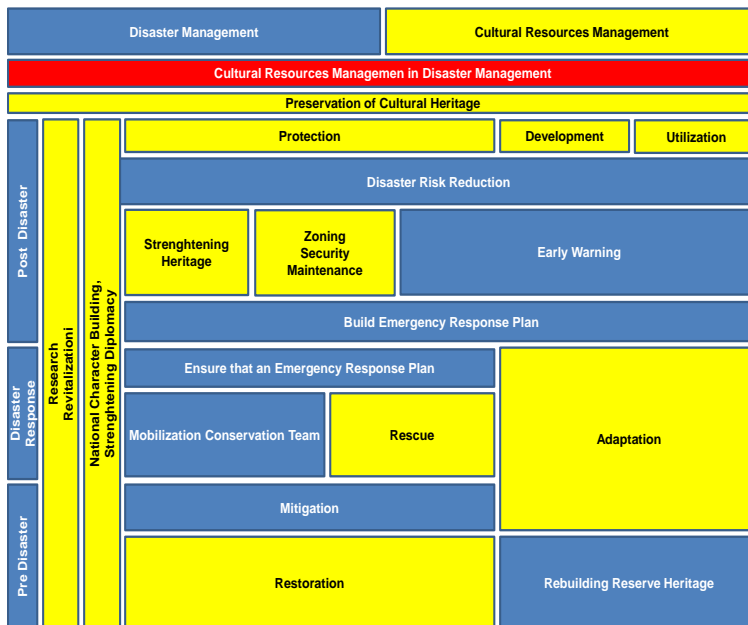 Disaster Management
Cultural Resources Management
Cultural Resources Managemen in Disaster Management
Preservation of Cultural Heritage
Post Disaster
Disaster
Response
Pre Disaster
Research
Revitalizationi
National Character Building,
Strenghtening Diplomacy
Protection
Development
Utilization
Disaster Risk Reduction
Strenghtening
Heritage
Zoning
Security
Maintenance
Early Warning
Build Emergency Response Plan
Ensure that an Emergency Response Plan
Mobilization Conservation Team
Rescue
Adaptation
Mitigation
Restoration
Rebuilding Reserve Heritage